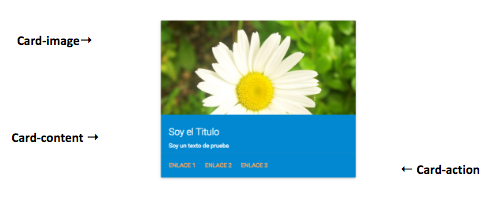 Card-image→
Soy el Titulo
Card-content →
Soy un texto de prueba
ENLACE 1 ENLACE 2 ENLACE 3
← Card-action